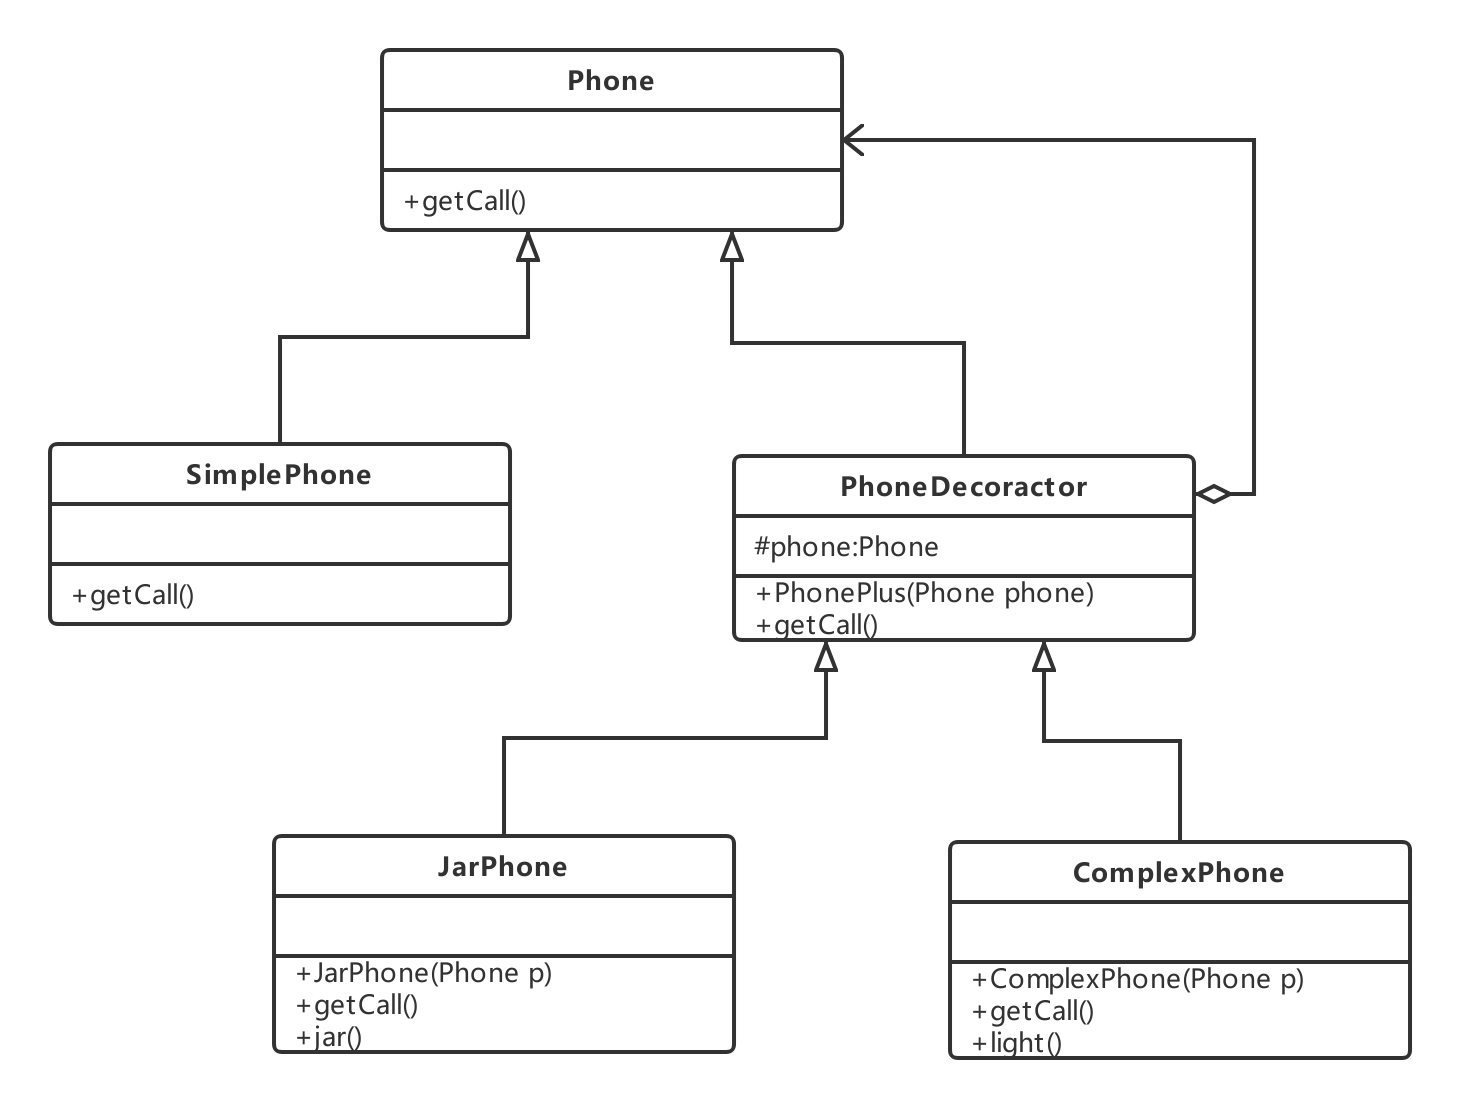 Phone
+getCall()
SimplePhone
+getCall()
PhoneDecoractor
#phone:Phone
+PhonePlus(Phone phone)
+getCall()
JarPhone
+JarPhone(Phone p)
+getCall()
+jar()
ComplexPhone
+ComplexPhone(Phone p)
+getCall()
+light()